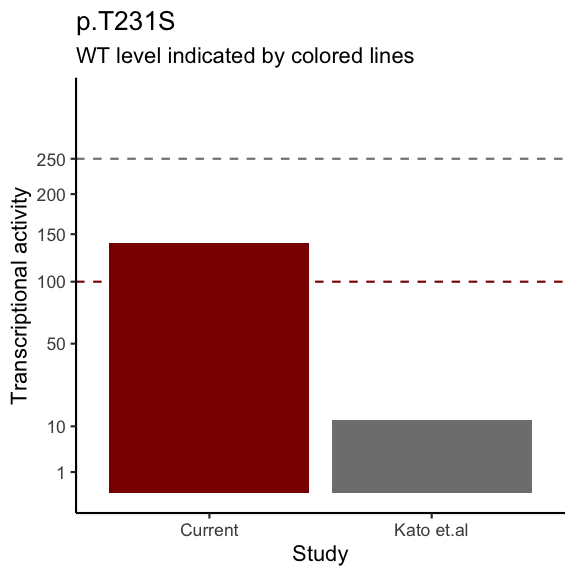 p.T231S
WT level indicated by colored lines
Transcriptional activity
250
200
150
100
50
10
1
Current
Kato et.al
Study